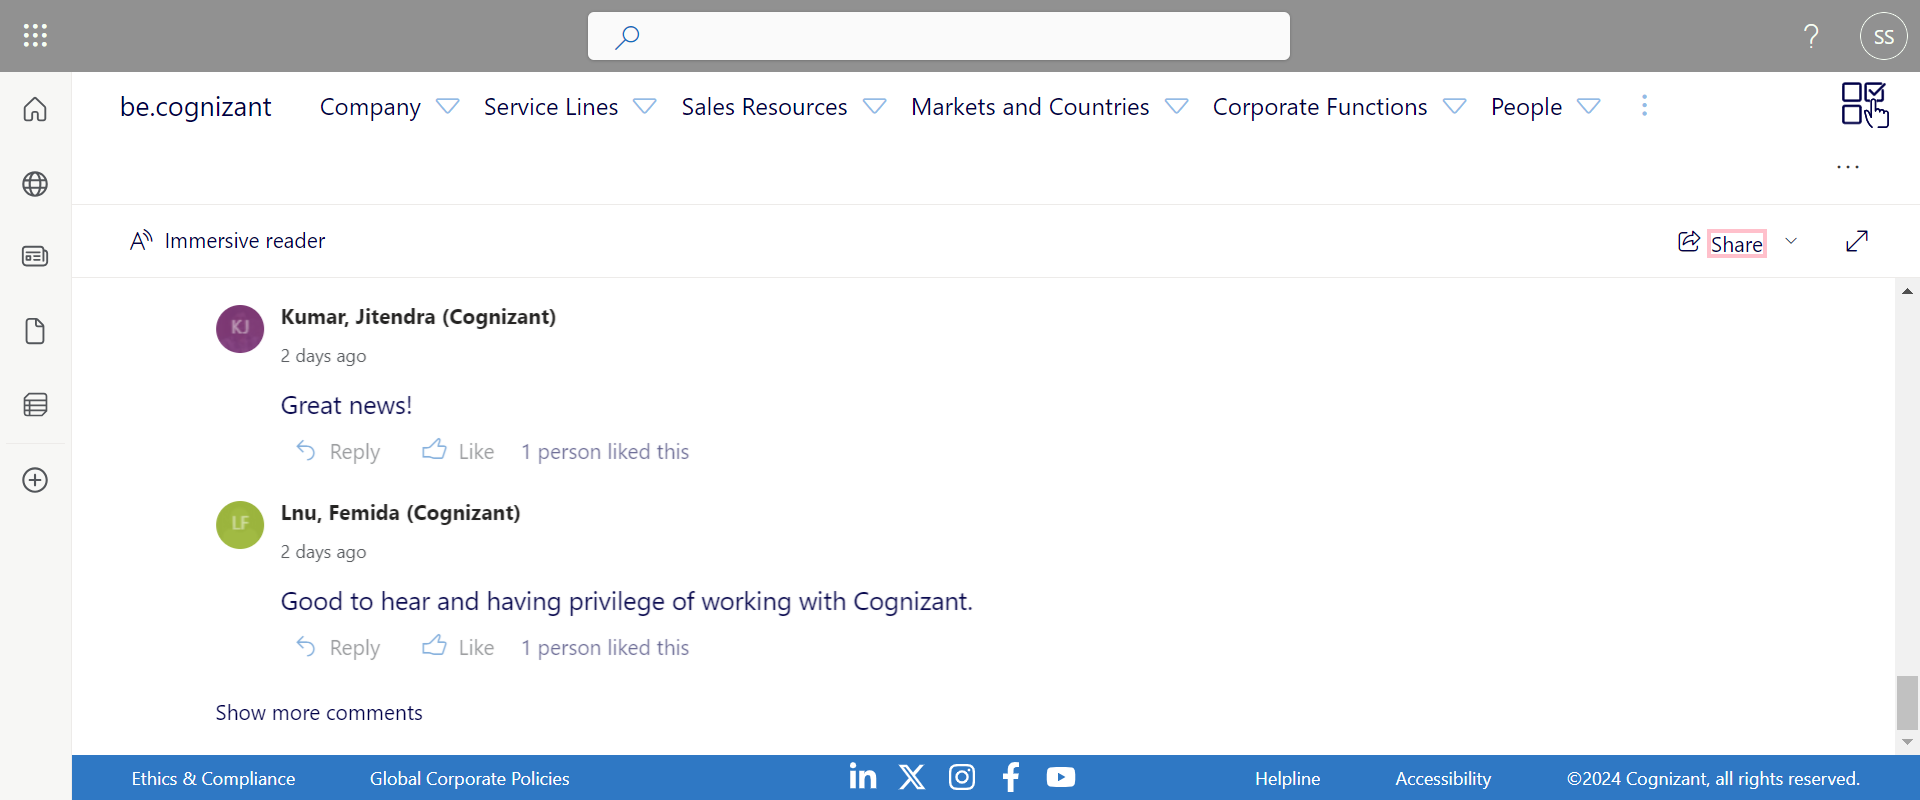 SS
be.cognizant Company Service Lines Sales Resources Markets and Countries Corporate Functions People
Immersive reader Share
KJ Kumar, Jitendra (Cognizant)
2 days ago
Great news!
Reply Like 1 person liked this
LF Lnu, Femida (Cognizant)
2 days ago
Good to hear and having privilege of working with Cognizant.
Reply Like 1 person liked this
Show more comments
Ethics & Compliance Global Corporate Policies Helpline Accessibility ©2024 Cognizant, all rights reserved.